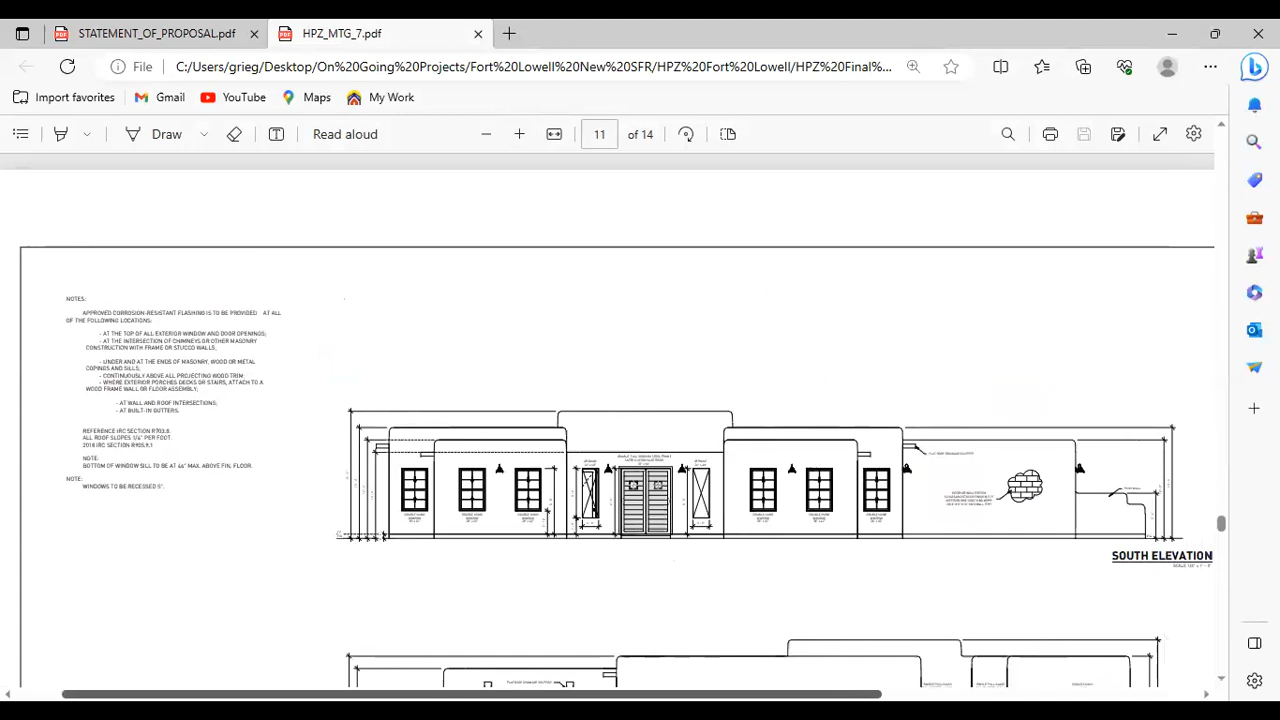 STATEMENT_OF_PROPOSAL.pdf
HPZ_MTG_7.pdf
File
C:/Users/grieg/Desktop/On%20Going%20Projects/Fort%20Lowell%20New%20SFR/HPZ%20Fort%20Lowell/HPZ%20Final%...
Import favorites
Gmail
YouTube
Maps
My Work
Draw
Read aloud
11 of 14
NOTES:
APPROVED CORROSION-RESISTANT FLASHING IS TO BE PROVIDED AT ALL
OF THE FOLLOWING LOCATIONS:
- AT THE TOP OF ALL EXTERIOR WINDOW AND DOOR OPENINGS;
- AT THE INTERSECTION OF CHIMNEYS OR OTHER MASONRY
CONSTRUCTION WITH FRAME OR STUCCO WALLS,
- UNDER AND AT THE ENDS OF MASONRY, WOOD OR METAL
COPINGS AND SILLS;
- CONTINUOUSLY ABOVE ALL PROJECTING WOOD TRIM;
- WHERE EXTERIOR PORCHES DECKS OR STAIRS, ATTACH TO A
WOOD FRAME WALL OR FLOOR ASSEMBLY;
- AT WALL AND ROOF INTERSECTIONS;
- AT BUILT-IN GUTTERS.
REFERENCE IRC SECTION R703.8.
ALL ROOF SLOPES 1/4" PER FOOT.
2018 IRC SECTION R905.9.1
NOTE:
BOTTOM OF WINDOW SILL TO BE AT 44" MAX. ABOVE FIN. FLOOR.
NOTE:
WINDOWS TO BE RECESSED 5".
SOUTH ELEVATION